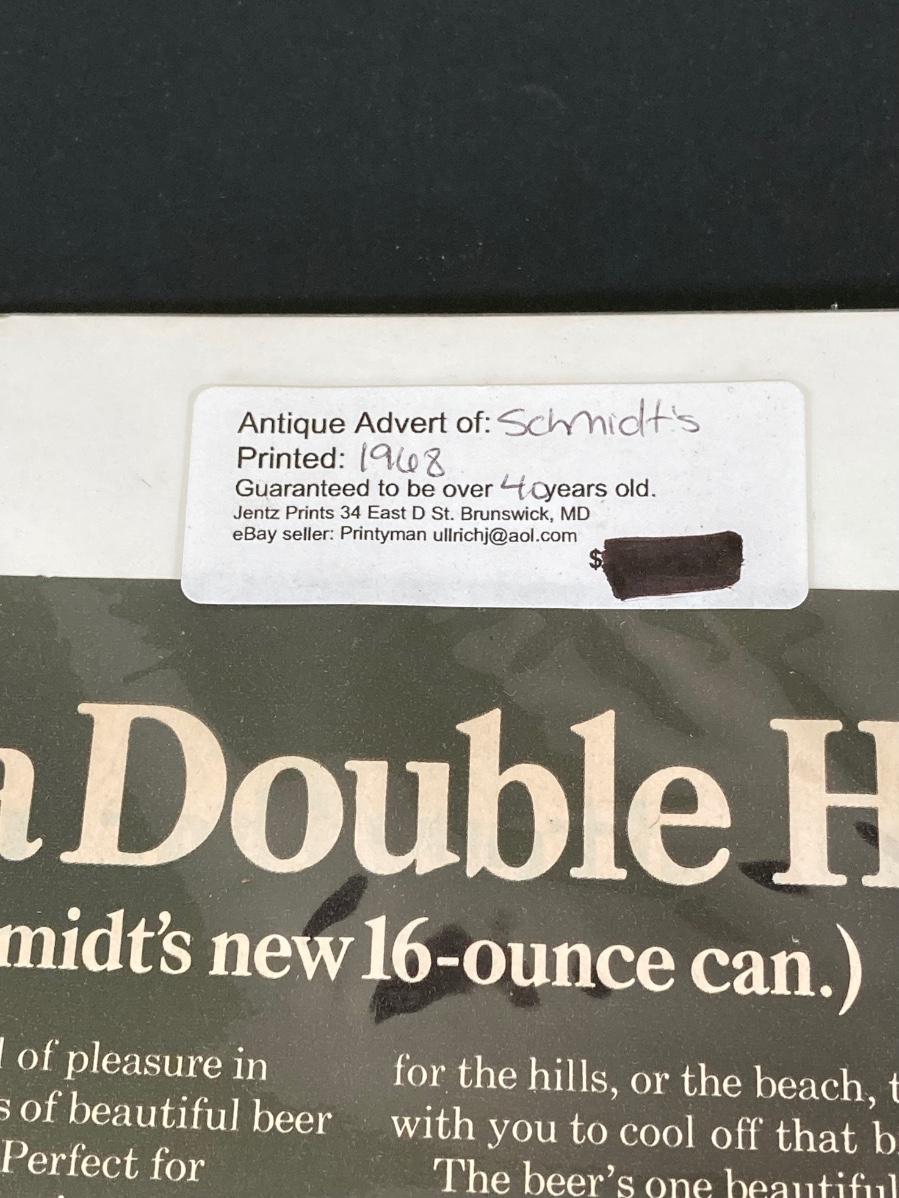 Antique Advert of: Schmidt's
Printed: 1968
Guaranteed to be over 40years old.
Jentz Prints 34 East D St. Brunswick, MD
eBay seller: Printyman ullrichj@aol.com
$
a Double H
midt's new 16-ounce can.)
of pleasure in
s of beautiful beer
Perfect for
for the hills, or the beach, t
with you to cool off that b
The beer's one beautiful